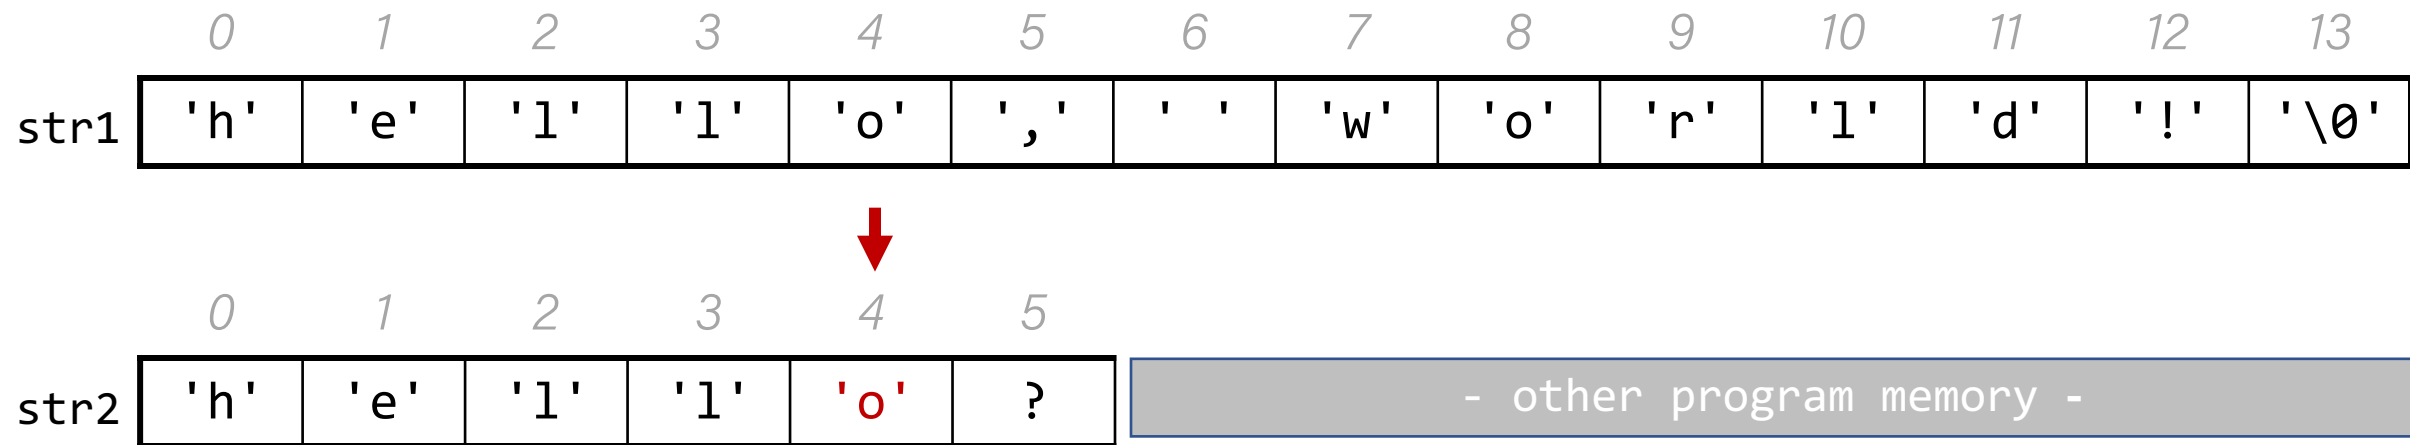 0 1 2 3 4 5 6 7 8 9 10 11 12 13
str1 'h' 'e' 'l' 'l' 'o' ',' ' ' 'w' 'o' 'r' 'l' 'd' '!' '\0'
0 1 2 3 4 5
str2 'h' 'e' 'l' 'l' 'o' ? - other program memory -